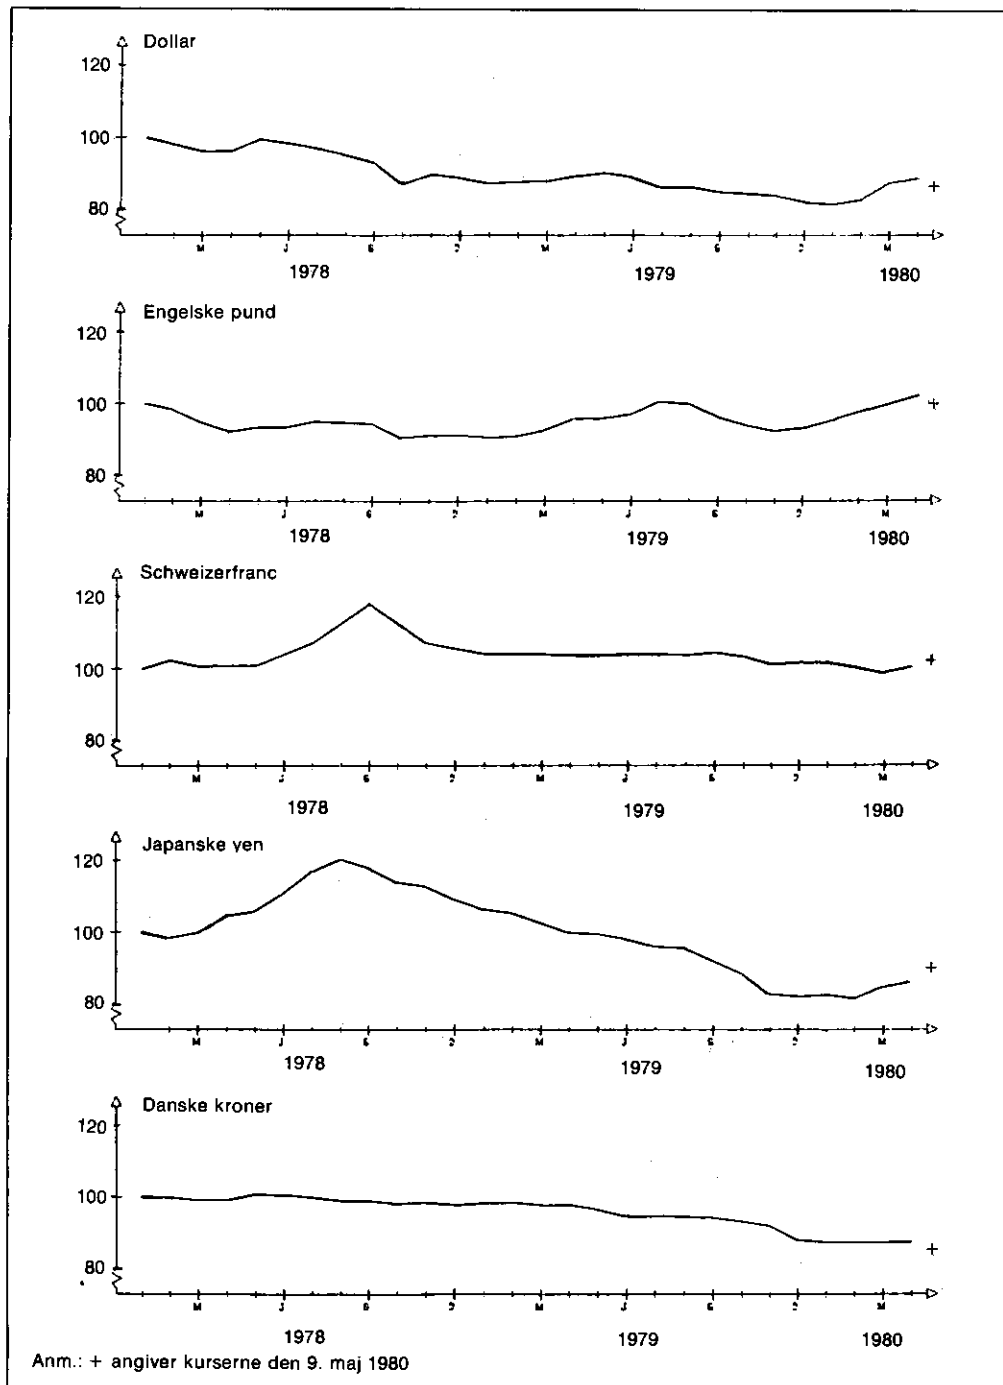 Dollar
120
100
80
M J S D M J S D M
1978 1979 1980
Engelske pund
120
100
80
M J S D M J S D M
1978 1979 1980
Schweizerfranc
120
100
80
M J S D M J S D M
1978 1979 1980
Japanske yen
120
100
80
M J S D M J S D M
1978 1979 1980
Danske kroner
120
100
80
M J S D M J S D M
1978 1979 1980
Anm.: + angiver kurserne den 9. maj 1980